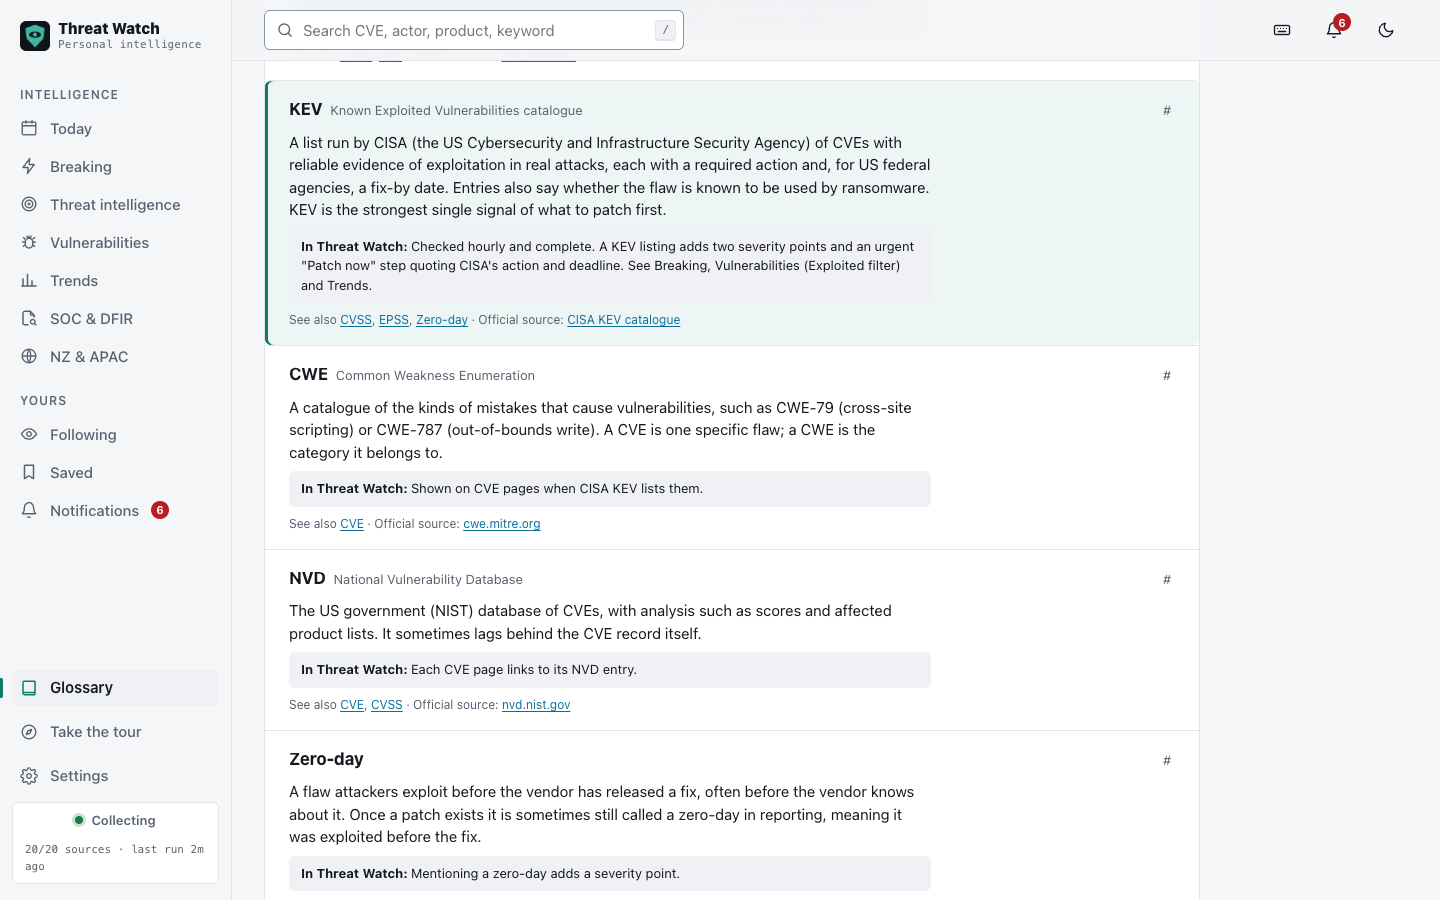 Threat Watch
Personal intelligence
Search CVE, actor, product, keyword
/
6
INTELLIGENCE
Today
Breaking
Threat intelligence
Vulnerabilities
Trends
SOC & DFIR
NZ & APAC
YOURS
Following
Saved
Notifications 6
Glossary
Take the tour
Settings
Collecting
20/20 sources · last run 2m
ago
KEV Known Exploited Vulnerabilities catalogue #
A list run by CISA (the US Cybersecurity and Infrastructure Security Agency) of CVEs with
reliable evidence of exploitation in real attacks, each with a required action and, for US federal
agencies, a fix-by date. Entries also say whether the flaw is known to be used by ransomware.
KEV is the strongest single signal of what to patch first.
In Threat Watch: Checked hourly and complete. A KEV listing adds two severity points and an urgent
"Patch now" step quoting CISA's action and deadline. See Breaking, Vulnerabilities (Exploited filter)
and Trends.
See also CVSS, EPSS, Zero-day · Official source: CISA KEV catalogue
CWE Common Weakness Enumeration #
A catalogue of the kinds of mistakes that cause vulnerabilities, such as CWE-79 (cross-site
scripting) or CWE-787 (out-of-bounds write). A CVE is one specific flaw; a CWE is the
category it belongs to.
In Threat Watch: Shown on CVE pages when CISA KEV lists them.
See also CVE · Official source: cwe.mitre.org
NVD National Vulnerability Database #
The US government (NIST) database of CVEs, with analysis such as scores and affected
product lists. It sometimes lags behind the CVE record itself.
In Threat Watch: Each CVE page links to its NVD entry.
See also CVE, CVSS · Official source: nvd.nist.gov
Zero-day #
A flaw attackers exploit before the vendor has released a fix, often before the vendor knows
about it. Once a patch exists it is sometimes still called a zero-day in reporting, meaning it
was exploited before the fix.
In Threat Watch: Mentioning a zero-day adds a severity point.